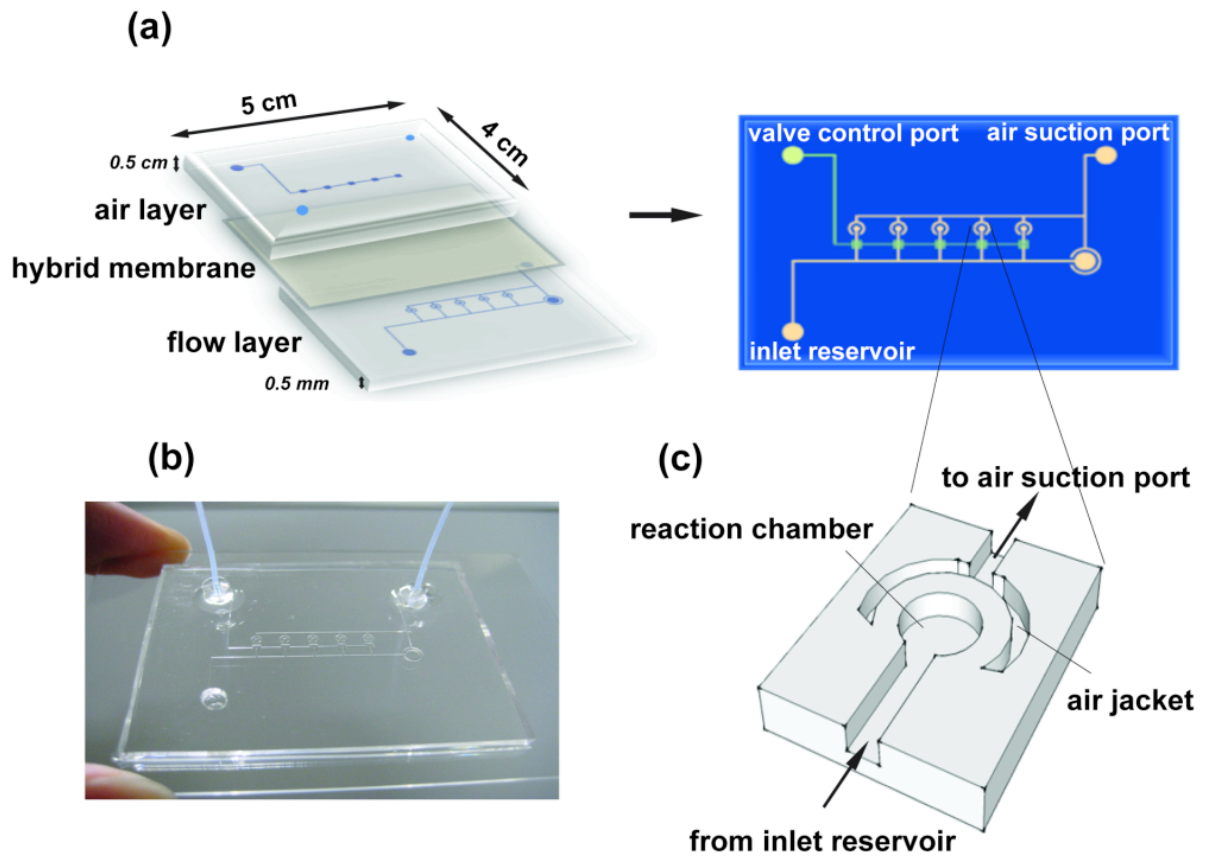 (a)
5 cm
4 cm
0.5 cm
air layer
hybrid membrane
flow layer
0.5 mm
valve control port
air suction port
inlet reservoir
(b)
(c)
to air suction port
reaction chamber
air jacket
from inlet reservoir